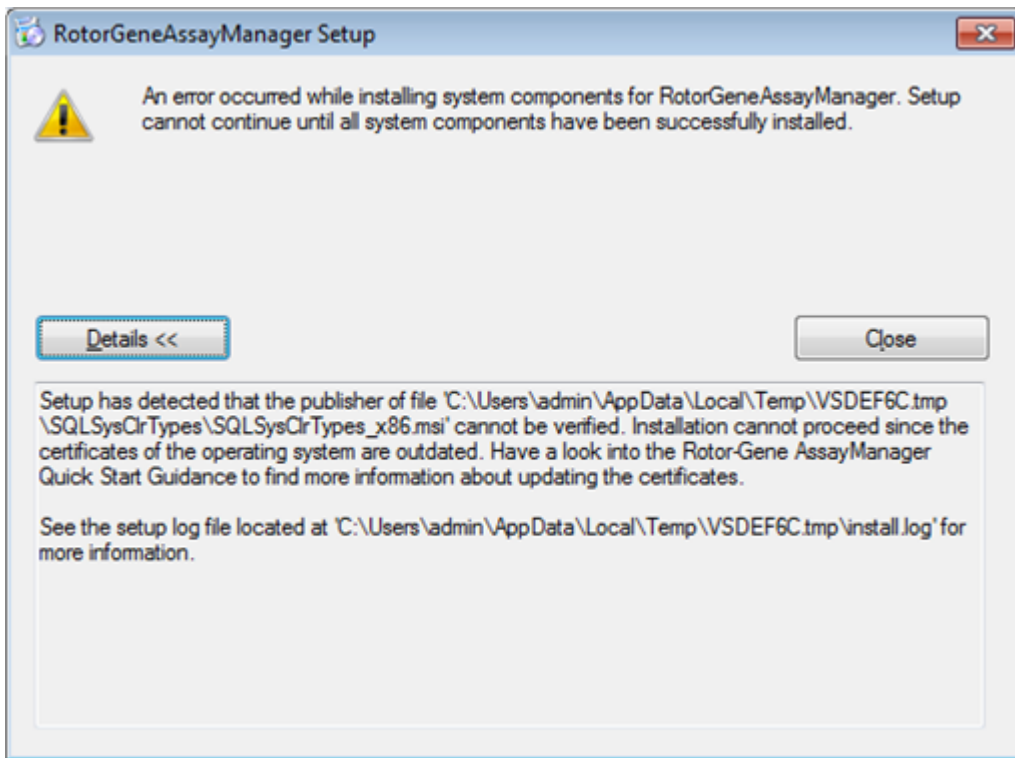 RotorGeneAssayManager Setup
An error occurred while installing system components for RotorGeneAssayManager. Setup
cannot continue until all system components have been successfully installed.
Details <<
Close
Setup has detected that the publisher of file 'C:\Users\admin\AppData\Local\Temp\VSDEF6C.tmp
\SQLSysClrTypes\SQLSysClrTypes_x86.msi' cannot be verified. Installation cannot proceed since the
certificates of the operating system are outdated. Have a look into the Rotor-Gene AssayManager
Quick Start Guidance to find more information about updating the certificates.
See the setup log file located at 'C:\Users\admin\AppData\Local\Temp\VSDEF6C.tmp\install.log' for
more information.